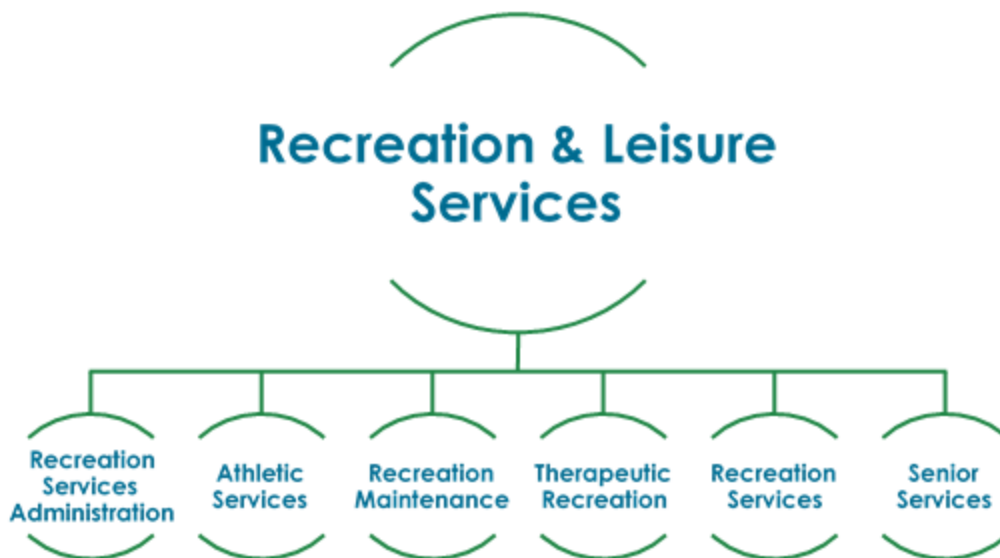 Recreation & Leisure
Services
Recreation
Services
Administration
Athletic
Services
Recreation
Maintenance
Therapeutic
Recreation
Recreation
Services
Senior
Services